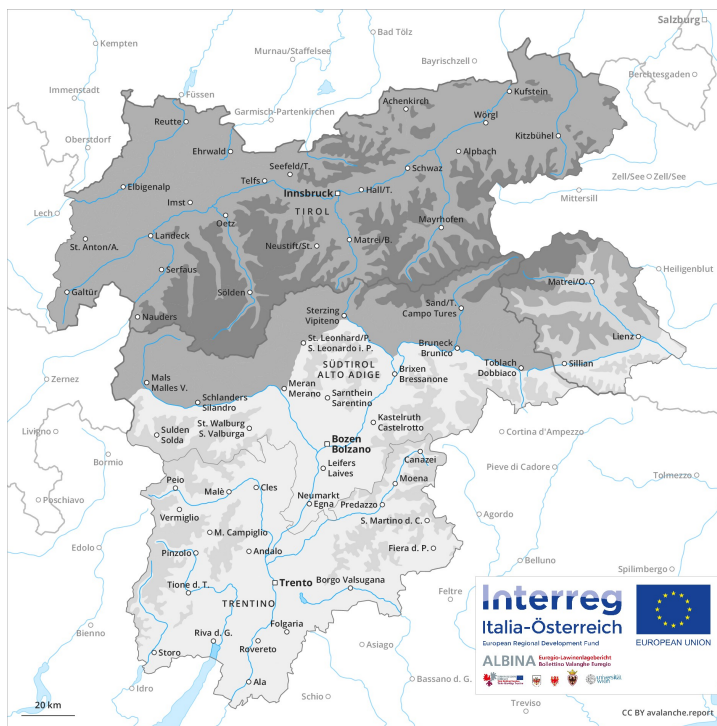 Salzburg
Kempten
Bad Tölz
Murnau/Staffelsee
Bayrischzell
Berchtesgaden
Immenstadt
Füssen
Garmisch-Partenkirchen
Achenkirch
Kufstein
Reutte
Wörgl
Oberstdorf
Ehrwald
Kitzbühel
Alpbach
Seefeld/T.
Schwaz
Telfs
Zell/See
Zell/See
Elbigenalp
Innsbruck
Hall/T.
Mittersill
Imst
TIROL
Lech
Oetz
Mayrhofen
Landeck
St. Anton/A.
Neustift/St.
Matrei/B.
Serfaus
Heiligenblut
Matrei/O.
Galtür
Sölden
Nauders
Sand/T.
Campo Tures
Sterzing
Vipiteno
St. Leonhard/P.
S. Leonardo i. P.
Lienz
Bruneck
Brunico
Toblach
Dobbiaco
Sillian
SÜDTIROL
ALTO ADIGE
Brixen
Bressanone
Zernez
Mals
Malles V.
Meran
Merano
Schlanders
Silandro
Sarnthein
Sarentino
St. Walburg
S. Valburga
Kastelruth
Castelrotto
Livigno
Sulden
Solda
Bozen
Bolzano
Cortina d'Ampezzo
Bormio
Canazei
Leifers
Laives
Pieve di Cadore
Tolmezzo
Peio
Moena
Malè
Cles
Poschiavo
Neumarkt
Egna
Predazzo
Vermiglio
Agordo
S. Martino d. C.
M. Campiglio
Edolo
Pinzolo
Andalo
Fiera d. P.
Belluno
Spilimbergo
Tione d. T.
Trento
Borgo Valsugana
Feltre
TRENTINO
Folgaria
Bienno
Riva d. G.
Rovereto
Asiago
Storo
Idro
Ala
Schio
Bassano d. G.
Treviso
20 km
Interreg
Italia-Österreich
European Regional Development Fund
EUROPEAN UNION
ALBINA
Euregio-Lawinenlagebericht
Bollettino Valanghe Euregio
universität
wien
CC BY avalanche.report